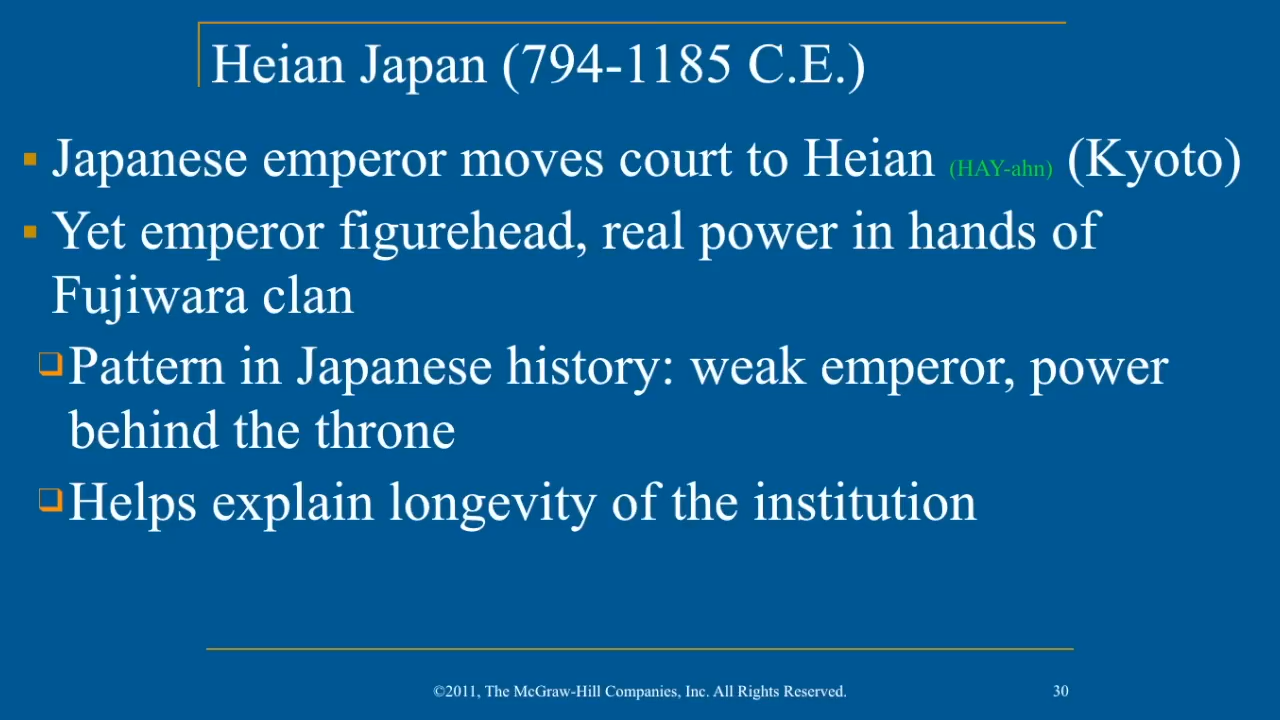 Heian Japan (794-1185 C.E.)
Japanese emperor moves court to Heian (HAY-ahn) (Kyoto)
Yet emperor figurehead, real power in hands of
Fujiwara clan
Pattern in Japanese history: weak emperor, power
behind the throne
Helps explain longevity of the institution
©2011, The McGraw-Hill Companies, Inc. All Rights Reserved.
30